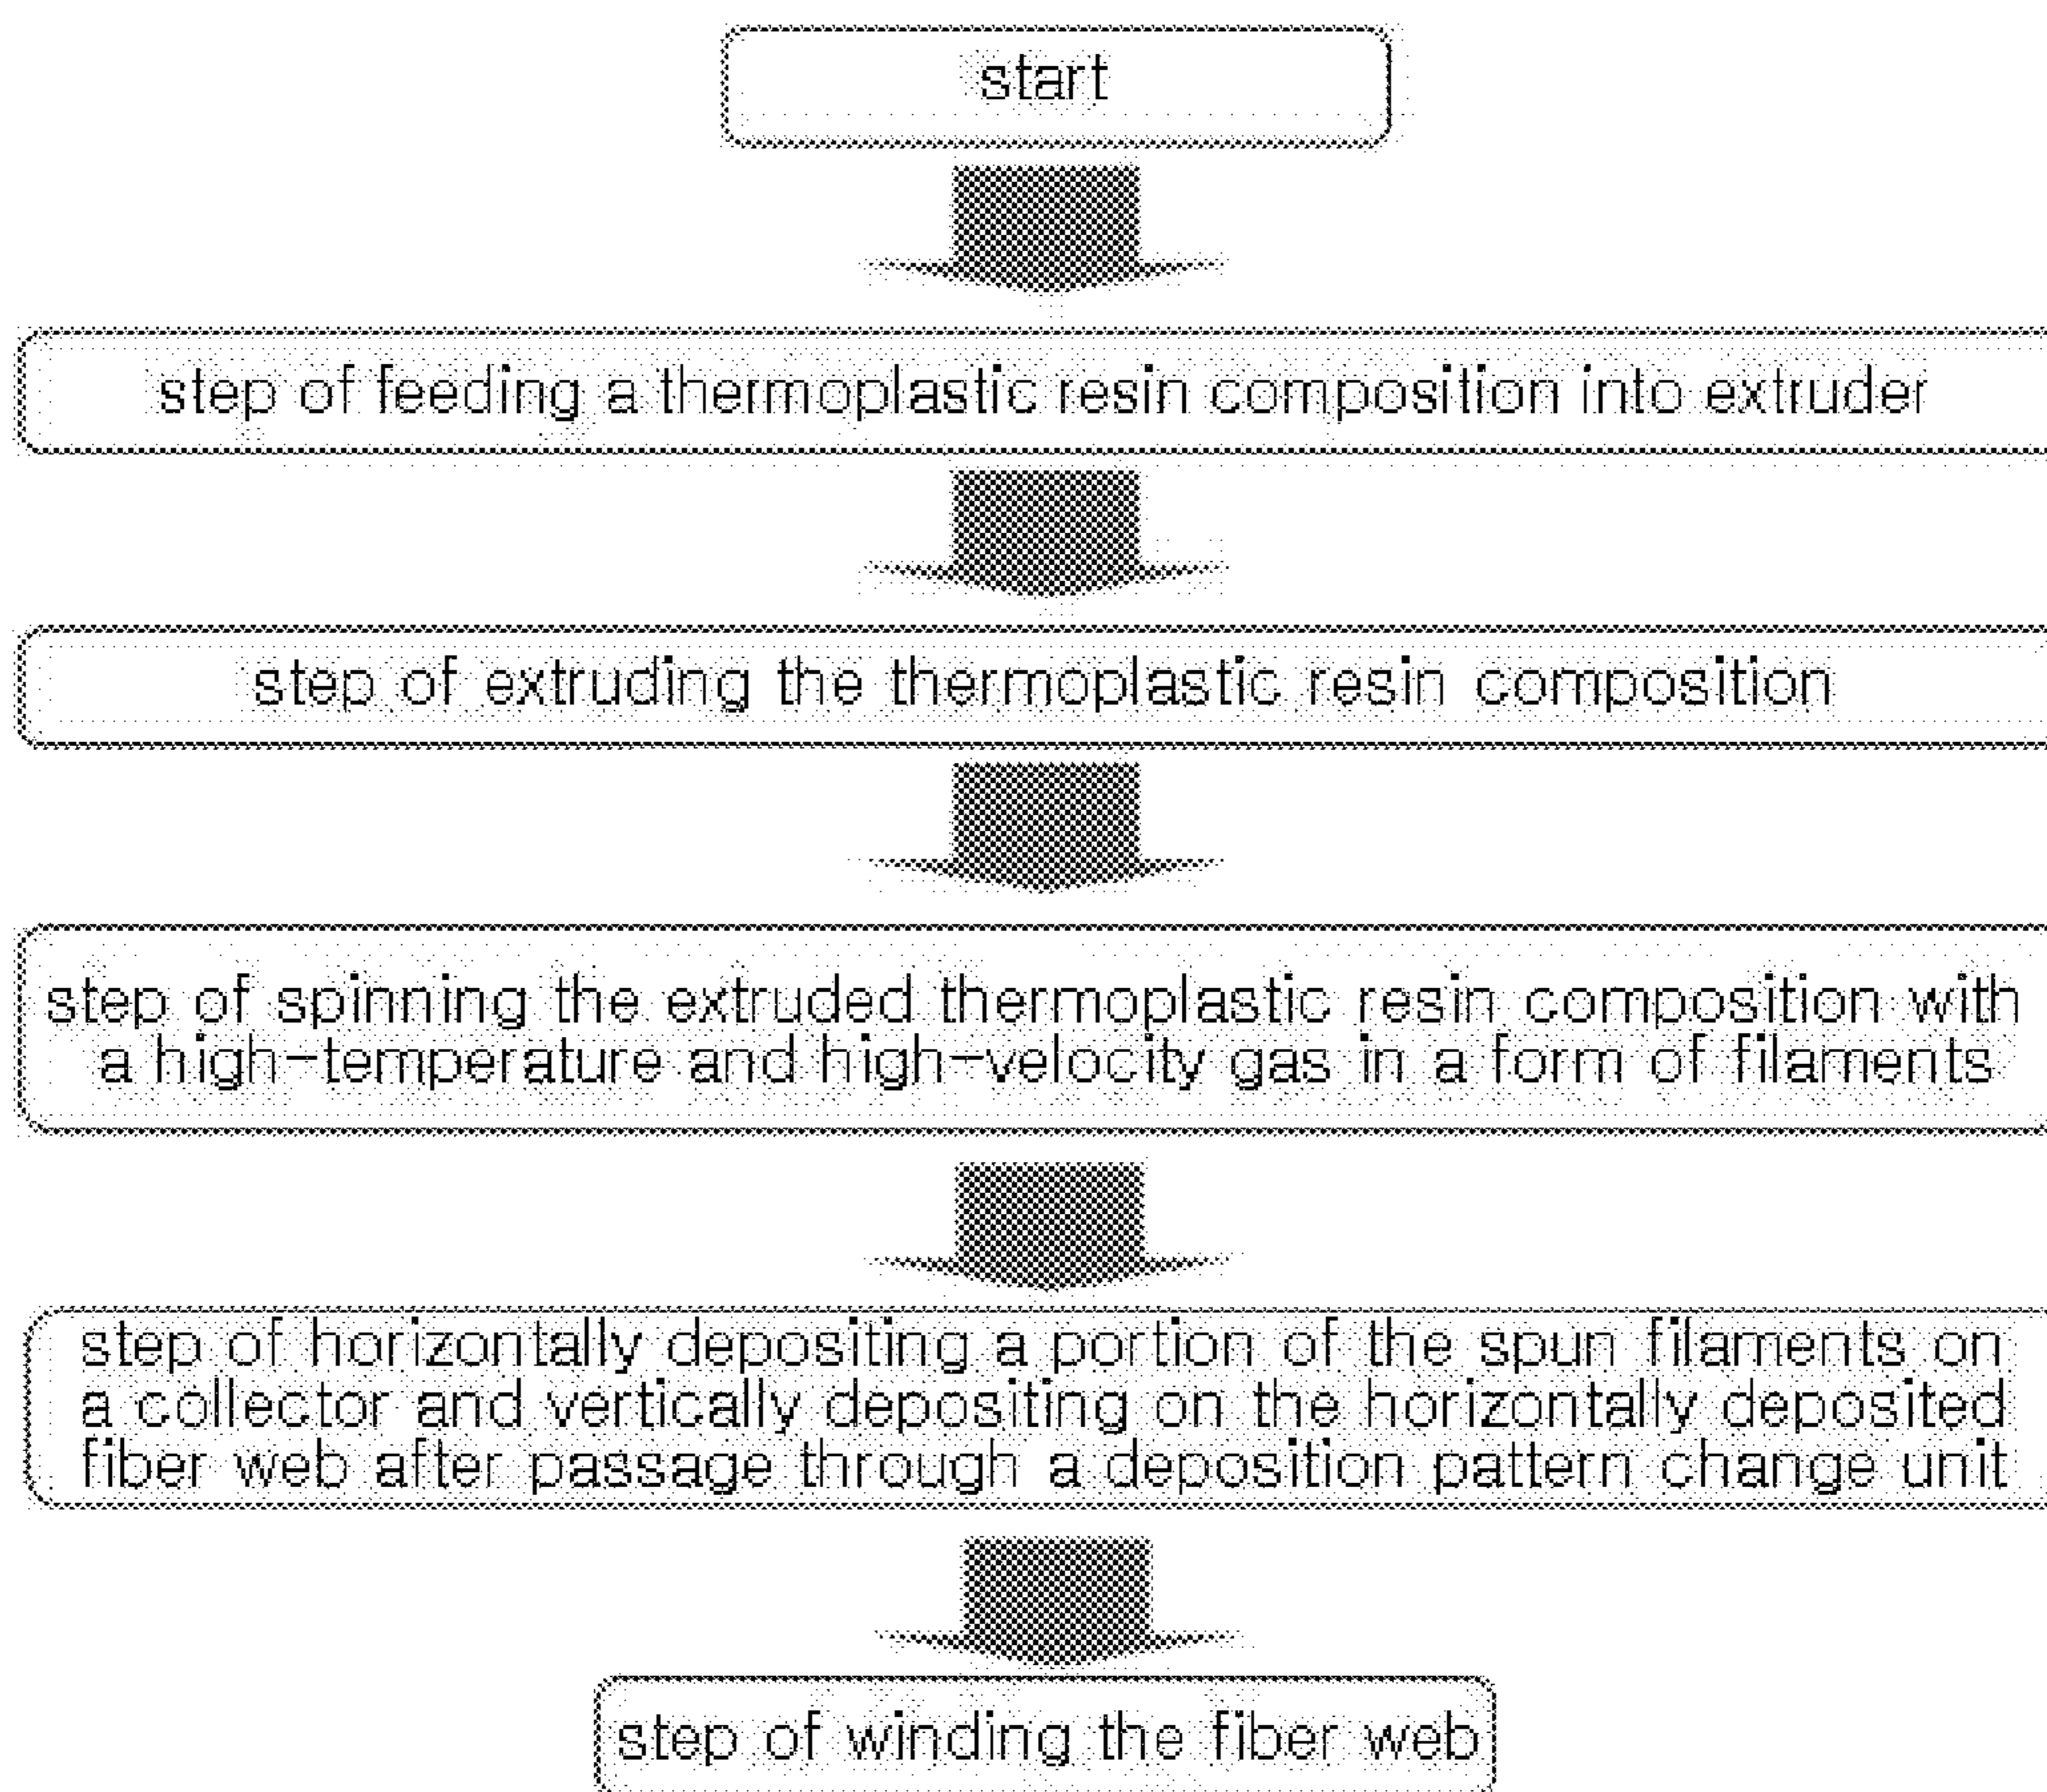 start
step of feeding a thermoplastic resin composition into extruder
step of extruding the thermoplastic resin composition
step of spinning the extruded thermoplastic resin composition with
a high-temperature and high-velocity gas in a form of filaments
step of horizontally depositing a portion of the spun filaments on
a collector and vertically depositing on the horizontally deposited
fiber web after passage through a deposition pattern change unit
step of winding the fiber web